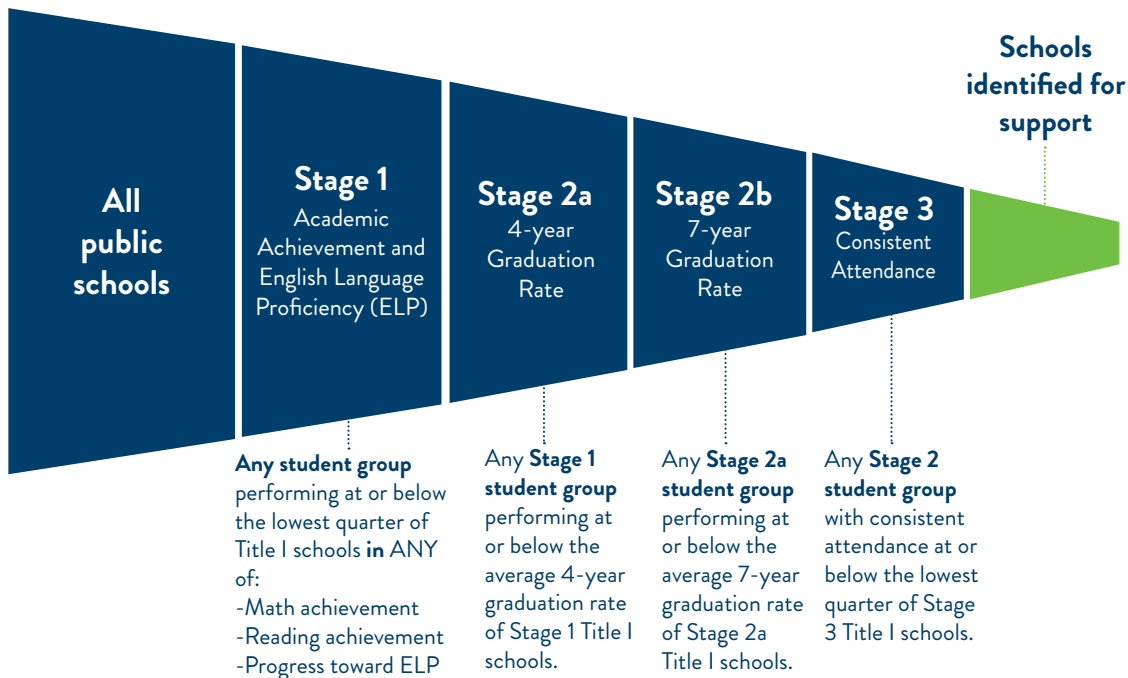 All
public
schools
Stage 1
Academic
Achievement and
English Language
Proficiency (ELP)
Stage 2a
4-year
Graduation
Rate
Stage 2b
7-year
Graduation
Rate
Stage 3
Consistent
Attendance
Schools
identified for
support
Any student group
performing at or below
the lowest quarter of
Title I schools in ANY
of:
-Math achievement
-Reading achievement
-Progress toward ELP
Any Stage 1
student group
performing at
or below the
average 4-year
graduation rate
of Stage 1 Title I
schools.
Any Stage 2a
student group
performing at
or below the
average 7-year
graduation rate
of Stage 2a
Title I schools.
Any Stage 2
student group
with consistent
attendance at or
below the lowest
quarter of Stage
3 Title I schools.